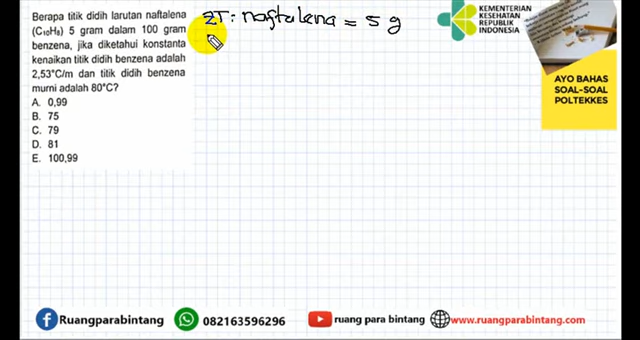 Berapa titik didih larutan naftalena
(C₁₀H₈) 5 gram dalam 100 gram
benzena, jika diketahui konstanta
kenaikan titik didih benzena adalah
2,53°C/m dan titik didih benzena
murni adalah 80°C?
A. 0,99
B. 75
C. 79
D. 81
E. 100,99
ZT: naftalena = 5 g
KEMENTERIAN
KESEHATAN
REPUBLIK
INDONESIA
AYO BAHAS
SOAL-SOAL
POLTEKKES
Ruangparabintang
082163596296
ruang para bintang
www.ruangparabintang.com